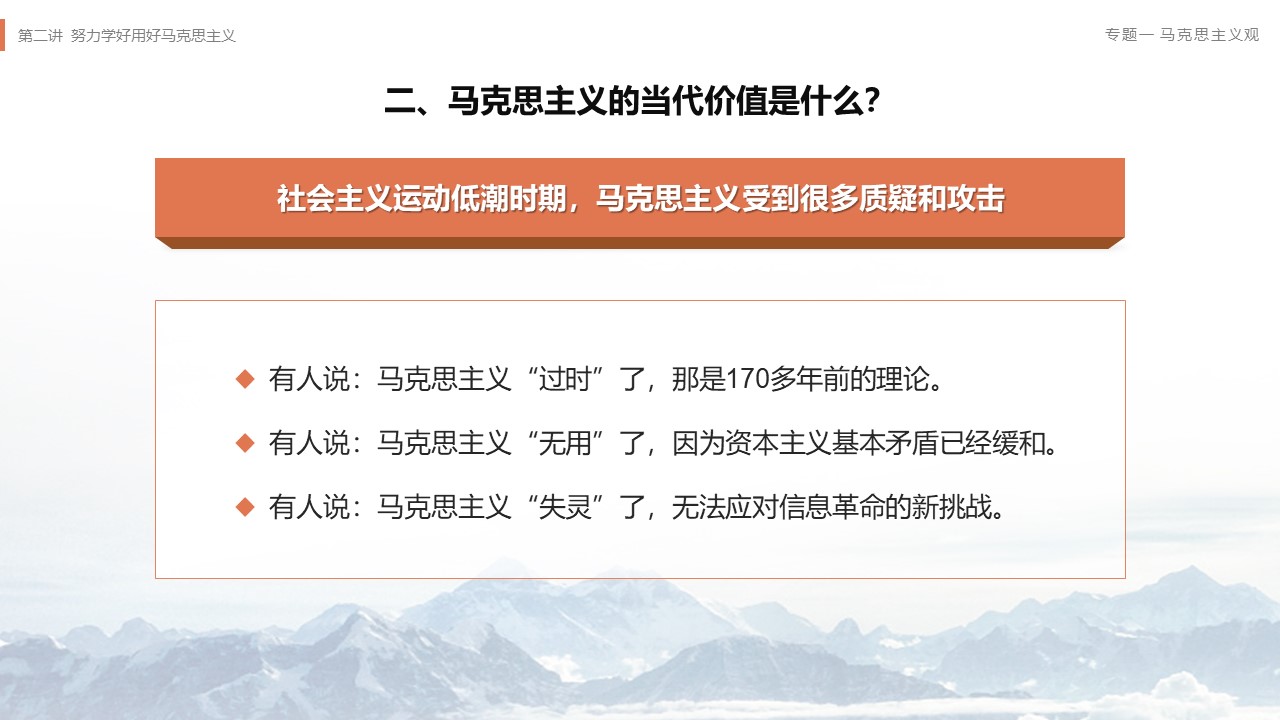 第二讲 努力学好用好马克思主义
专题一 马克思主义观
二、马克思主义的当代价值是什么?
社会主义运动低潮时期，马克思主义受到很多质疑和攻击
有人说：马克思主义“过时”了，那是170多年前的理论。
有人说：马克思主义“无用”了，因为资本主义基本矛盾已经缓和。
有人说：马克思主义“失灵”了，无法应对信息革命的新挑战。